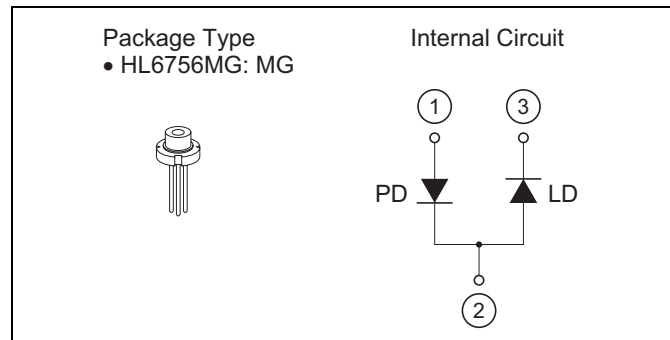 Package Type
• HL6756MG: MG
Internal Circuit
1
3
PD
LD
2